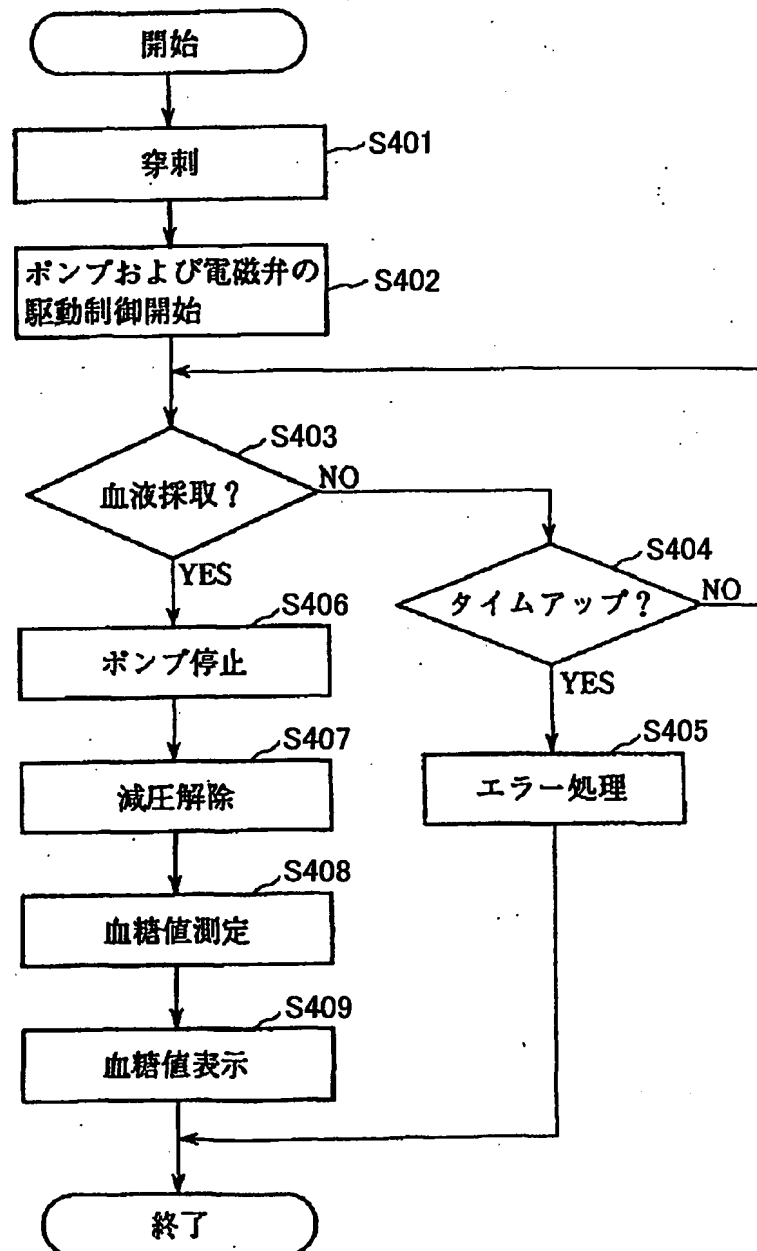 開始
穿刺
S401
ポンプおよび電磁弁の
駆動制御開始
S402
血液採取?
S403
NO
YES
タイムアップ?
S404
NO
YES
ポンプ停止
S406
エラー処理
S405
減圧解除
S407
血糖値測定
S408
血糖値表示
S409
終了